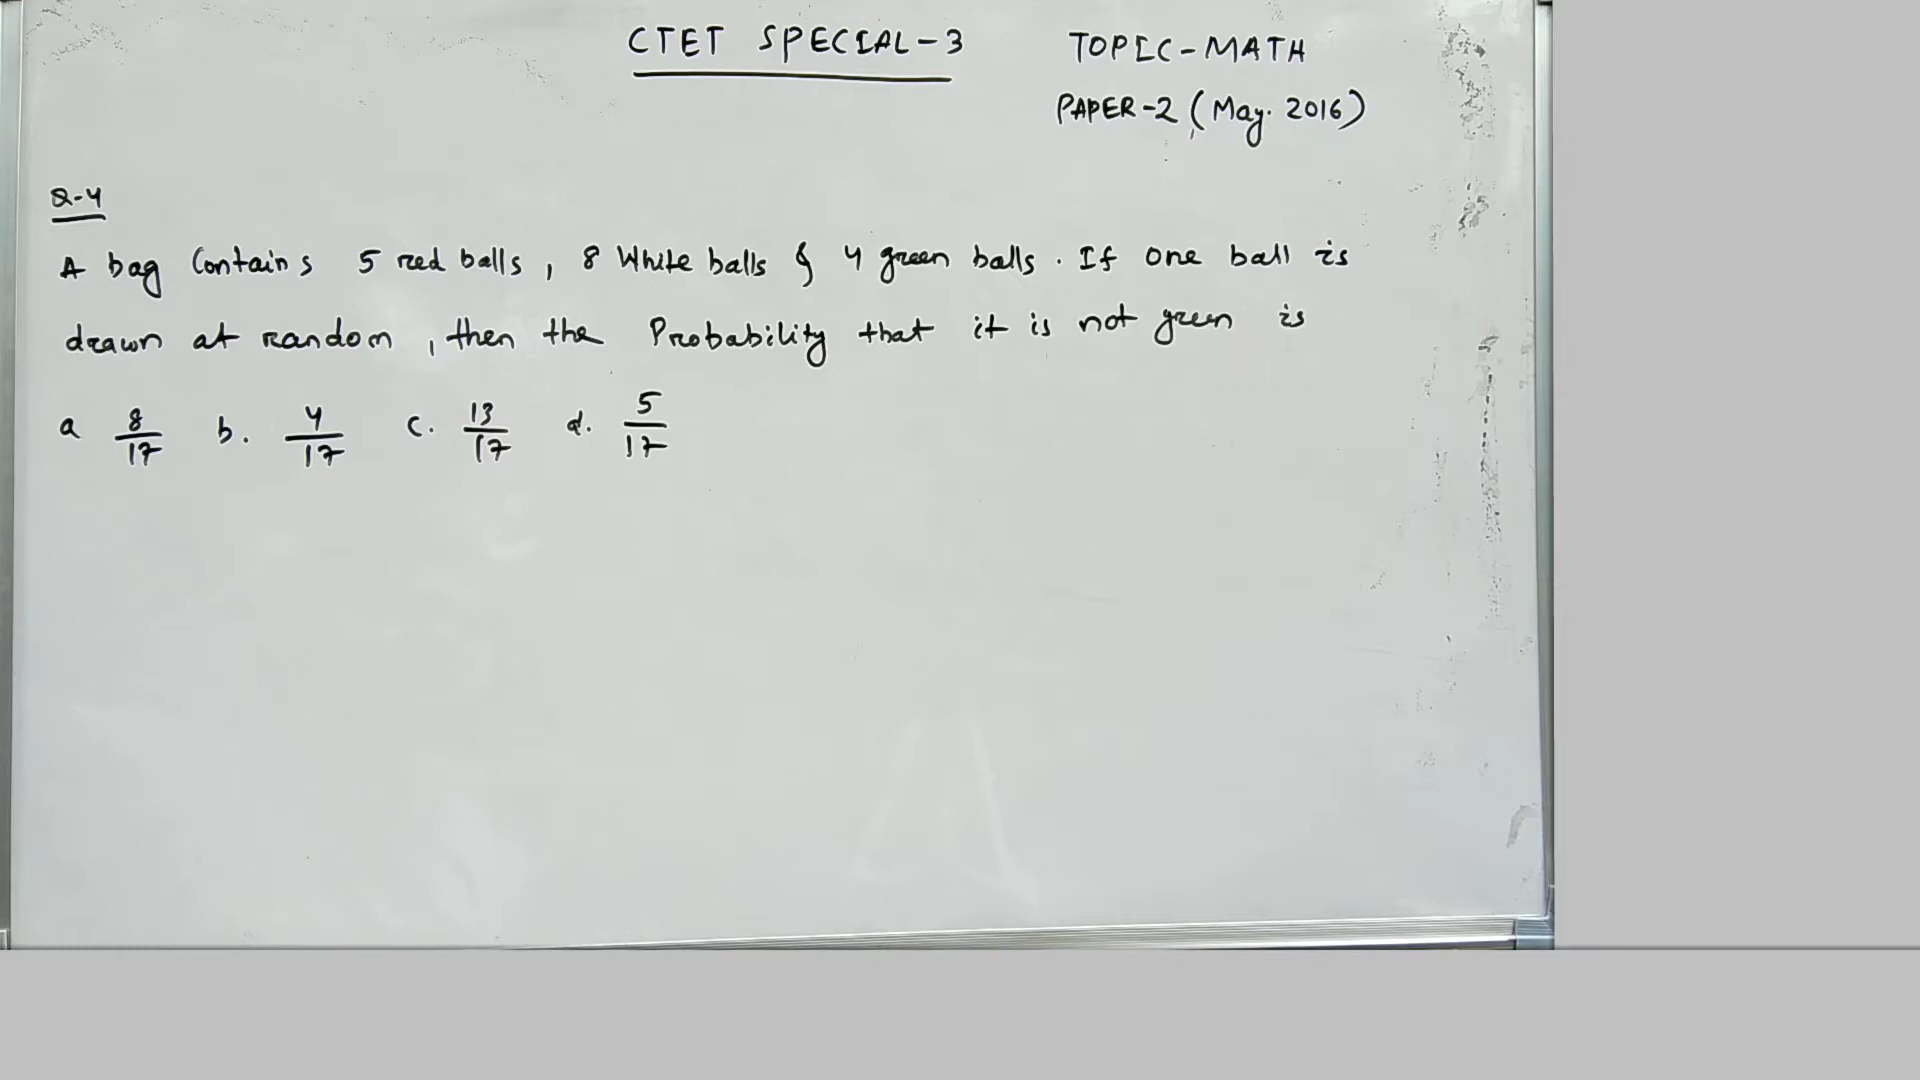 CTET SPECIAL-3
TOPIC-MATH
PAPER-2 (May. 2016)
Q-4
A bag Contains 5 red balls, 8 White balls & 4 green balls. If one ball is
drawn at random, then the Probability that it is not green is
a 8/17 b. 4/17 c. 13/17 d. 5/17